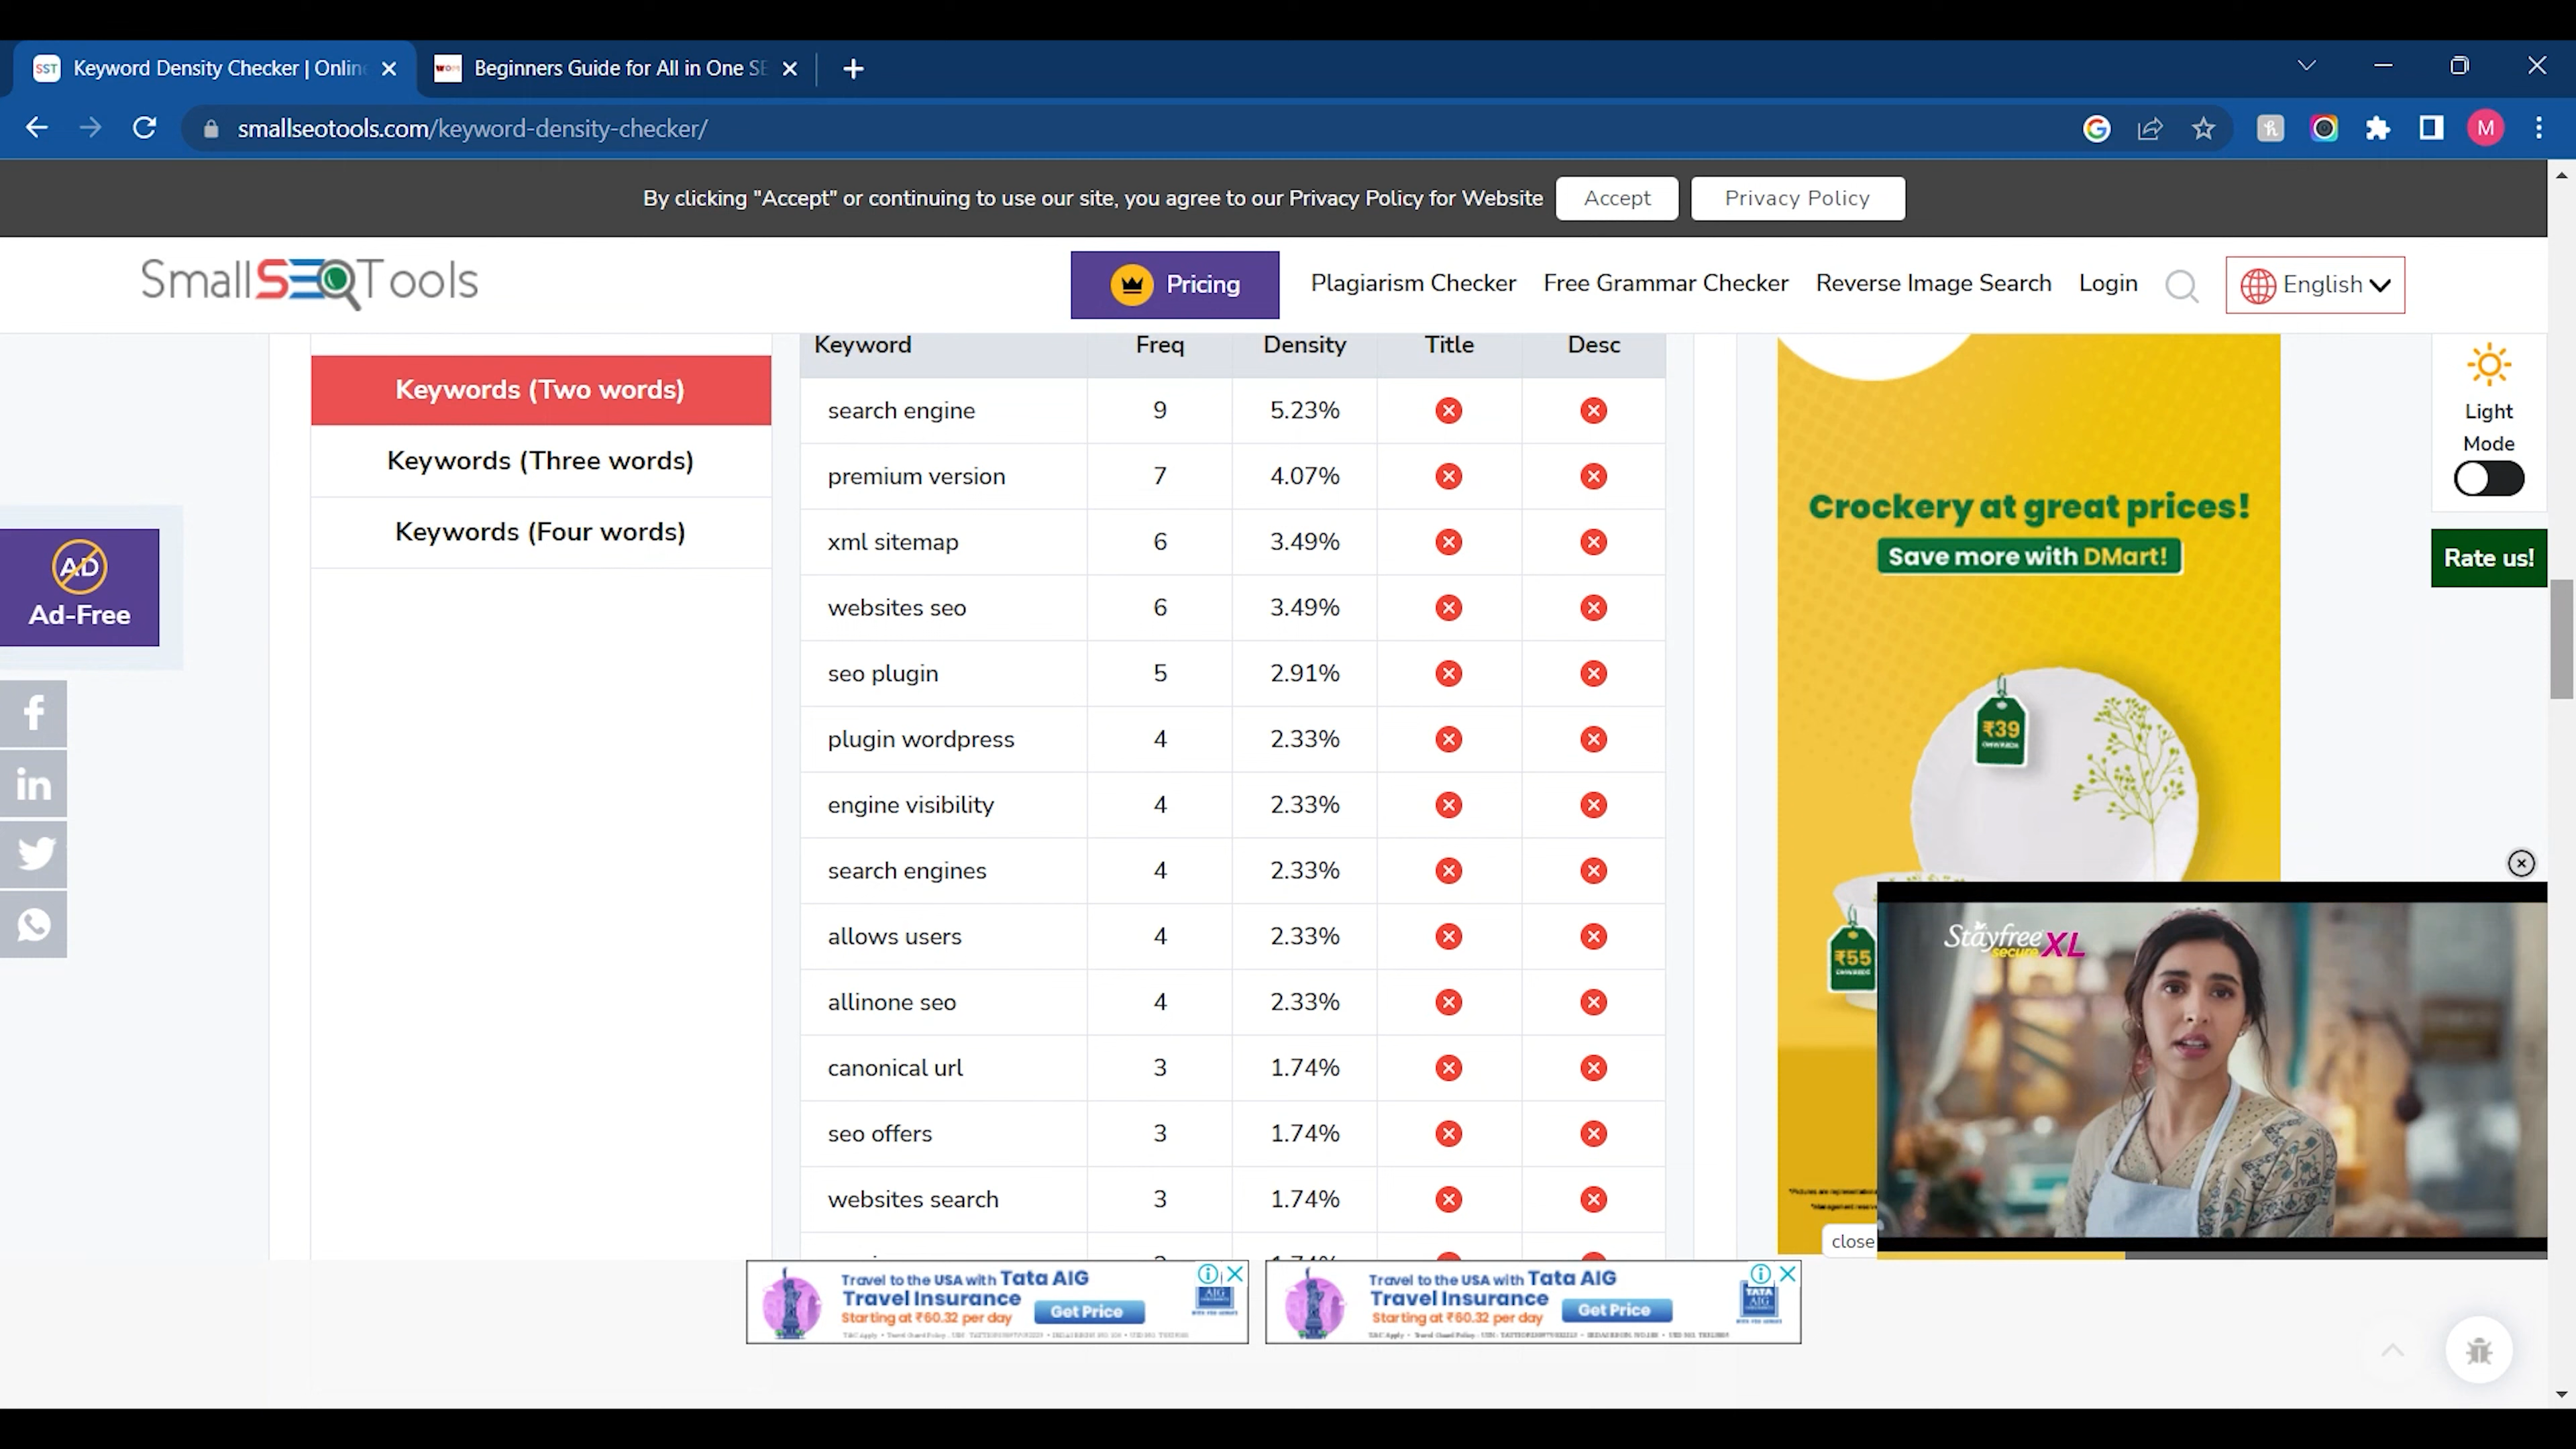 SST Keyword Density Checker | Online
Beginners Guide for All in One SE
smallseotools.com/keyword-density-checker/
M
By clicking "Accept" or continuing to use our site, you agree to our Privacy Policy for Website
Accept
Privacy Policy
SmallSEOTools
Pricing
Plagiarism Checker
Free Grammar Checker
Reverse Image Search
Login
English
Keywords (Two words)
Keywords (Three words)
Keywords (Four words)
AD
Ad-Free
Keyword Freq Density Title Desc
search engine 9 5.23%
premium version 7 4.07%
xml sitemap 6 3.49%
websites seo 6 3.49%
seo plugin 5 2.91%
plugin wordpress 4 2.33%
engine visibility 4 2.33%
search engines 4 2.33%
allows users 4 2.33%
allinone seo 4 2.33%
canonical url 3 1.74%
seo offers 3 1.74%
websites search 3 1.74%
Crockery at great prices!
Save more with DMart!
₹39
ONWARDS
₹55
ONWARDS
Light
Mode
Rate us!
Stayfree
secure XL
close
Travel to the USA with Tata AIG
Travel Insurance
Starting at ₹60.32 per day
Get Price
Travel to the USA with Tata AIG
Travel Insurance
Starting at ₹60.32 per day
Get Price
TATA
AIG